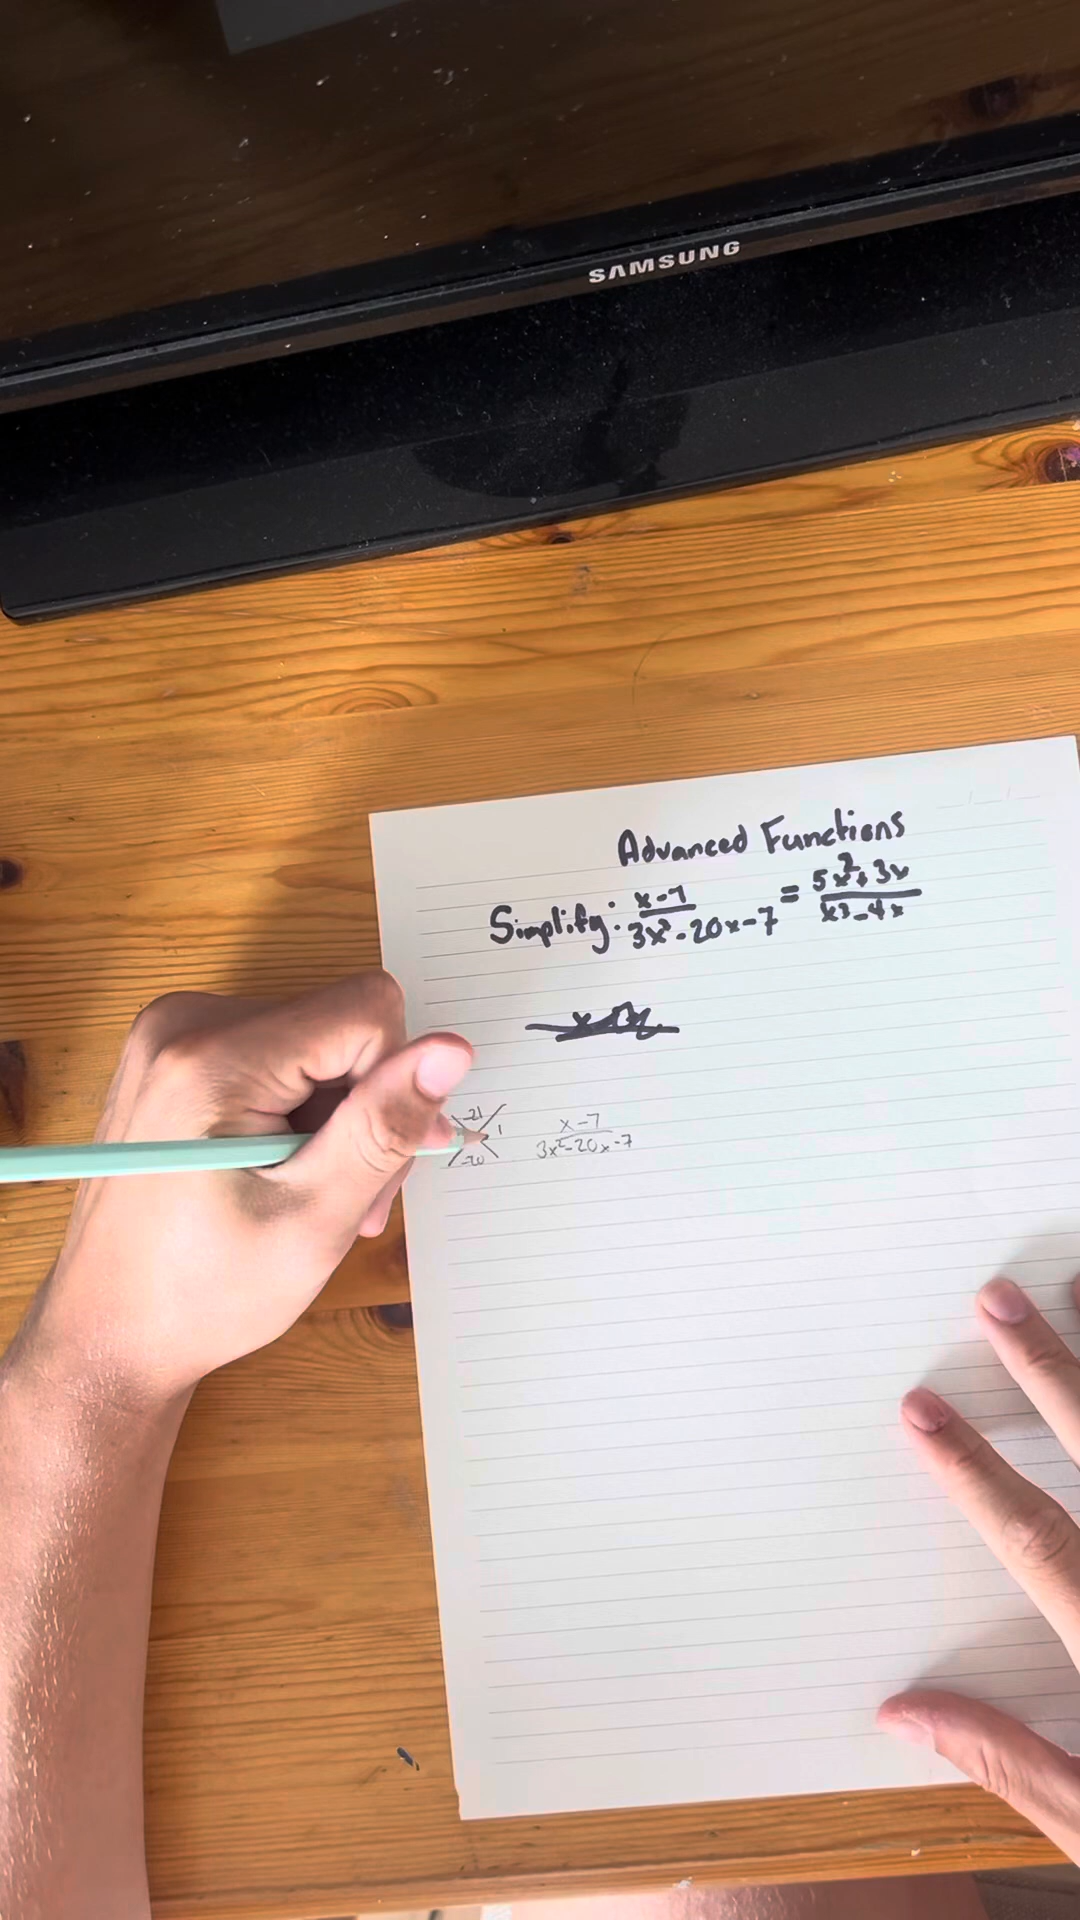 SAMSUNG
Advanced Functions
Simplify: x-7/3x²-20x-7 = 5x²+3x/x3-4x
-21
1
-20
x-7/3x²-20x-7